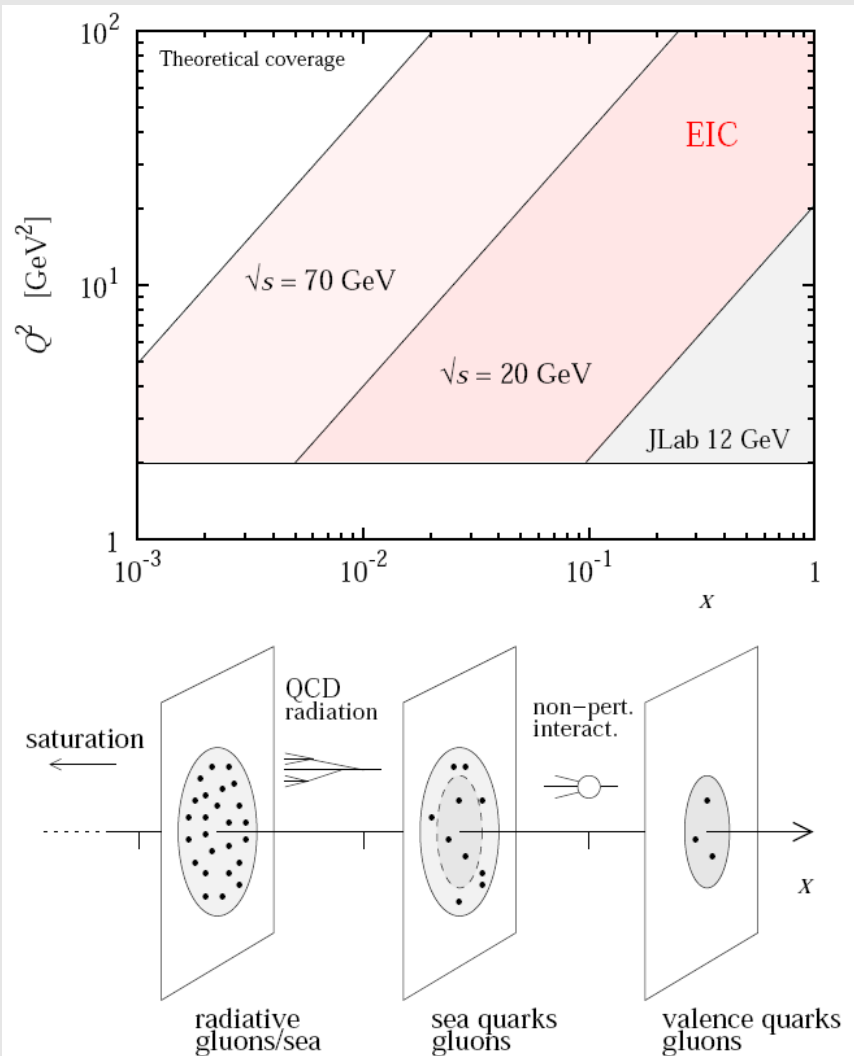 10²
Theoretical coverage
EIC
Q² [GeV²]
10¹
√s = 70 GeV
√s = 20 GeV
JLab 12 GeV
1
10⁻³
10⁻²
10⁻¹
1
x
QCD
radiation
non-pert.
interact.
saturation
x
radiative
gluons/sea
sea quarks
gluons
valence quarks
gluons